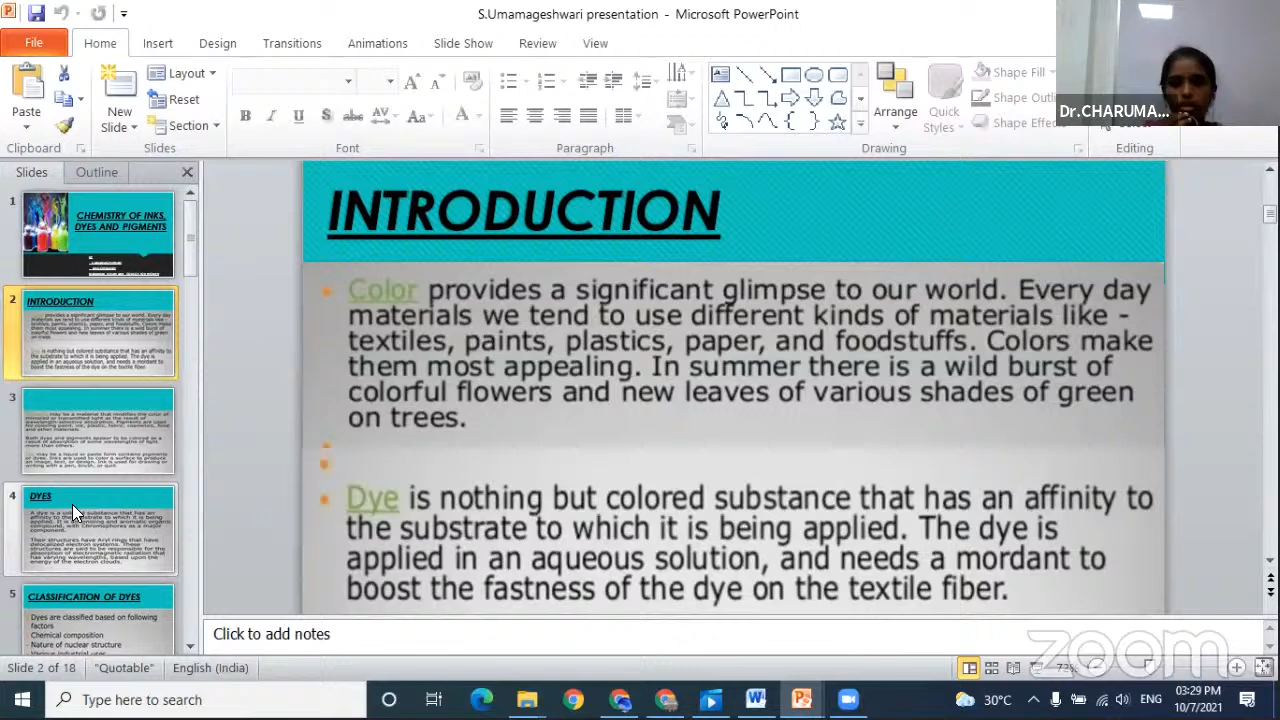 S.Umamageshwari presentation - Microsoft PowerPoint
File Home Insert Design Transitions Animations Slide Show Review View
Dr.CHARUMA...
Paste
New
Slide
Layout
Reset
Section
Arrange
Quick
Styles
Shape Fill
Shape Outli
Shape Effec
Clipboard Slides Font Paragraph Drawing Editing
Slides Outline
1
CHEMISTRY OF INKS,
DYES AND PIGMENTS
2
INTRODUCTION
3
4
DYES
5
CLASSIFICATION OF DYES
Dyes are classified based on following
factors
Chemical composition
Nature of nuclear structure
INTRODUCTION
Color provides a significant glimpse to our world. Every day
materials we tend to use different kinds of materials like -
textiles, paints, plastics, paper, and foodstuffs. Colors make
them most appealing. In summer there is a wild burst of
colorful flowers and new leaves of various shades of green
on trees.
Dye is nothing but colored substance that has an affinity to
the substrate to which it is being applied. The dye is
applied in an aqueous solution, and needs a mordant to
boost the fastness of the dye on the textile fiber.
Click to add notes
zoom
Slide 2 of 18 "Quotable" English (India) 73%
Type here to search
30°C ENG
03:29 PM
10/7/2021